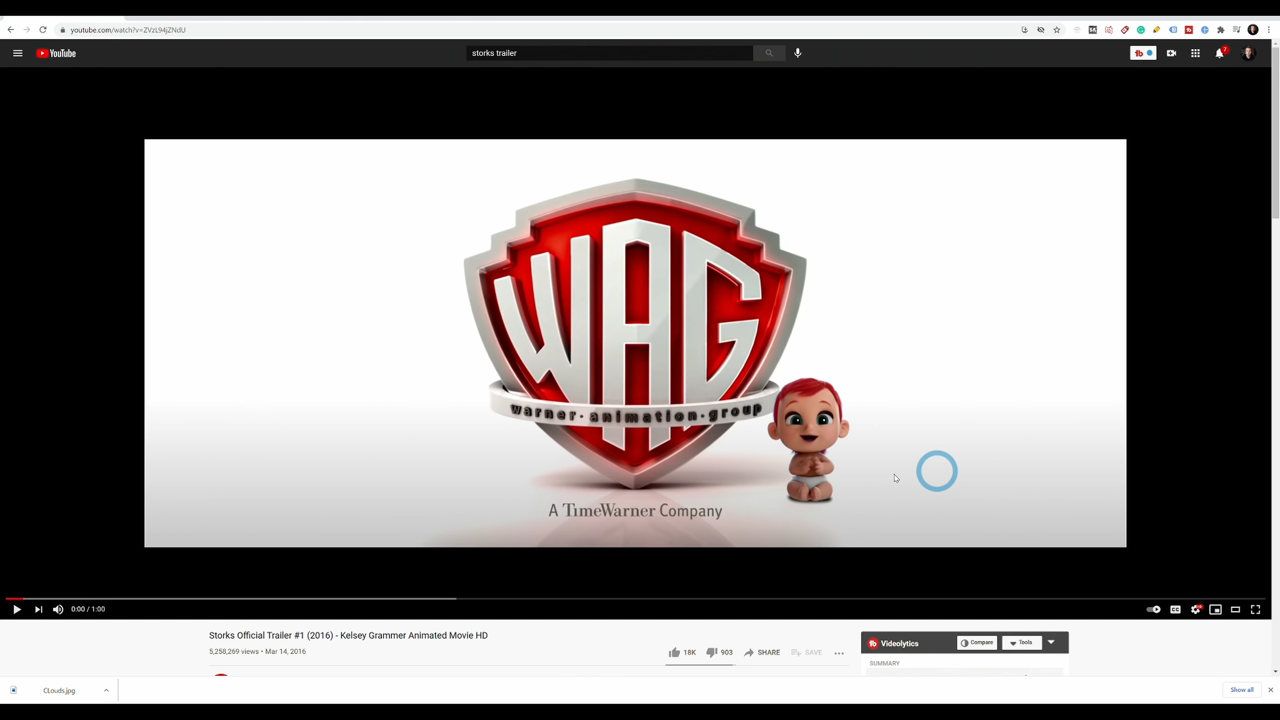 youtube.com/watch?v=ZVzL94jZNdU
YouTube
storks trailer
7
WAG
warner·animation·group
A TimeWarner Company
0:00 / 1:00
Storks Official Trailer #1 (2016) - Kelsey Grammer Animated Movie HD
5,258,269 views • Mar 14, 2016
18K
903
SHARE
SAVE
Videolytics
Compare
Tools
SUMMARY
CLouds.jpg
Show all